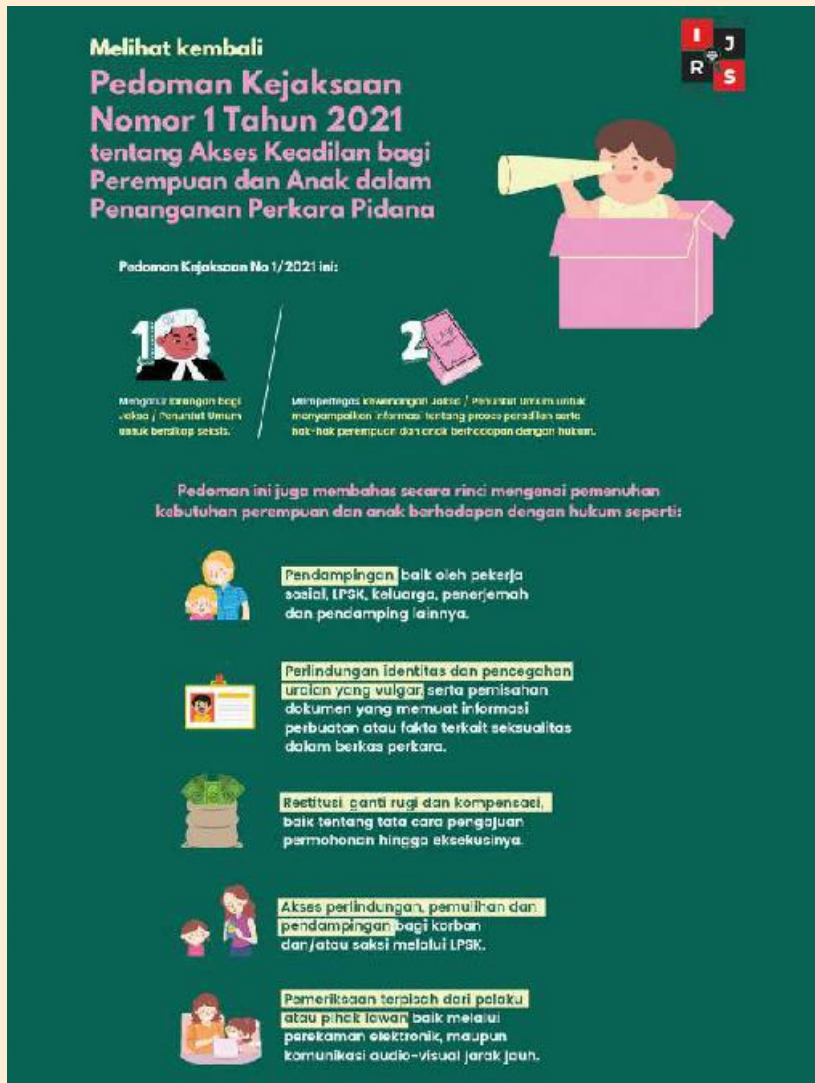 Melihat kembali
Pedoman Kejaksaan
Nomor 1 Tahun 2021
tentang Akses Keadilan bagi
Perempuan dan Anak dalam
Penanganan Perkara Pidana
I J
R S
Pedoman Kejaksaan No 1/2021 ini:
1
2
Mengatur larangan bagi
Jaksa / Penuntut Umum
untuk bersikap seksis.
Mempertegas kewenangan Jaksa / Penuntut Umum untuk
menyampaikan informasi tentang proses peradilan serta
hak-hak perempuan dan anak berhadapan dengan hukum.
Pedoman ini juga membahas secara rinci mengenai pemenuhan
kebutuhan perempuan dan anak berhadapan dengan hukum seperti:
Pendampingan baik oleh pekerja
sosial, LPSK, keluarga, penerjemah
dan pendamping lainnya.
Perlindungan identitas dan pencegahan
uraian yang vulgar, serta pemisahan
dokumen yang memuat informasi
perbuatan atau fakta terkait seksualitas
dalam berkas perkara.
Restitusi, ganti rugi dan kompensasi,
baik tentang tata cara pengajuan
permohonan hingga eksekusinya.
Akses perlindungan, pemulihan dan
pendampingan bagi korban
dan/atau saksi melalui LPSK.
Pemeriksaan terpisah dari pelaku
atau pihak lawan baik melalui
perekaman elektronik, maupun
komunikasi audio-visual jarak jauh.